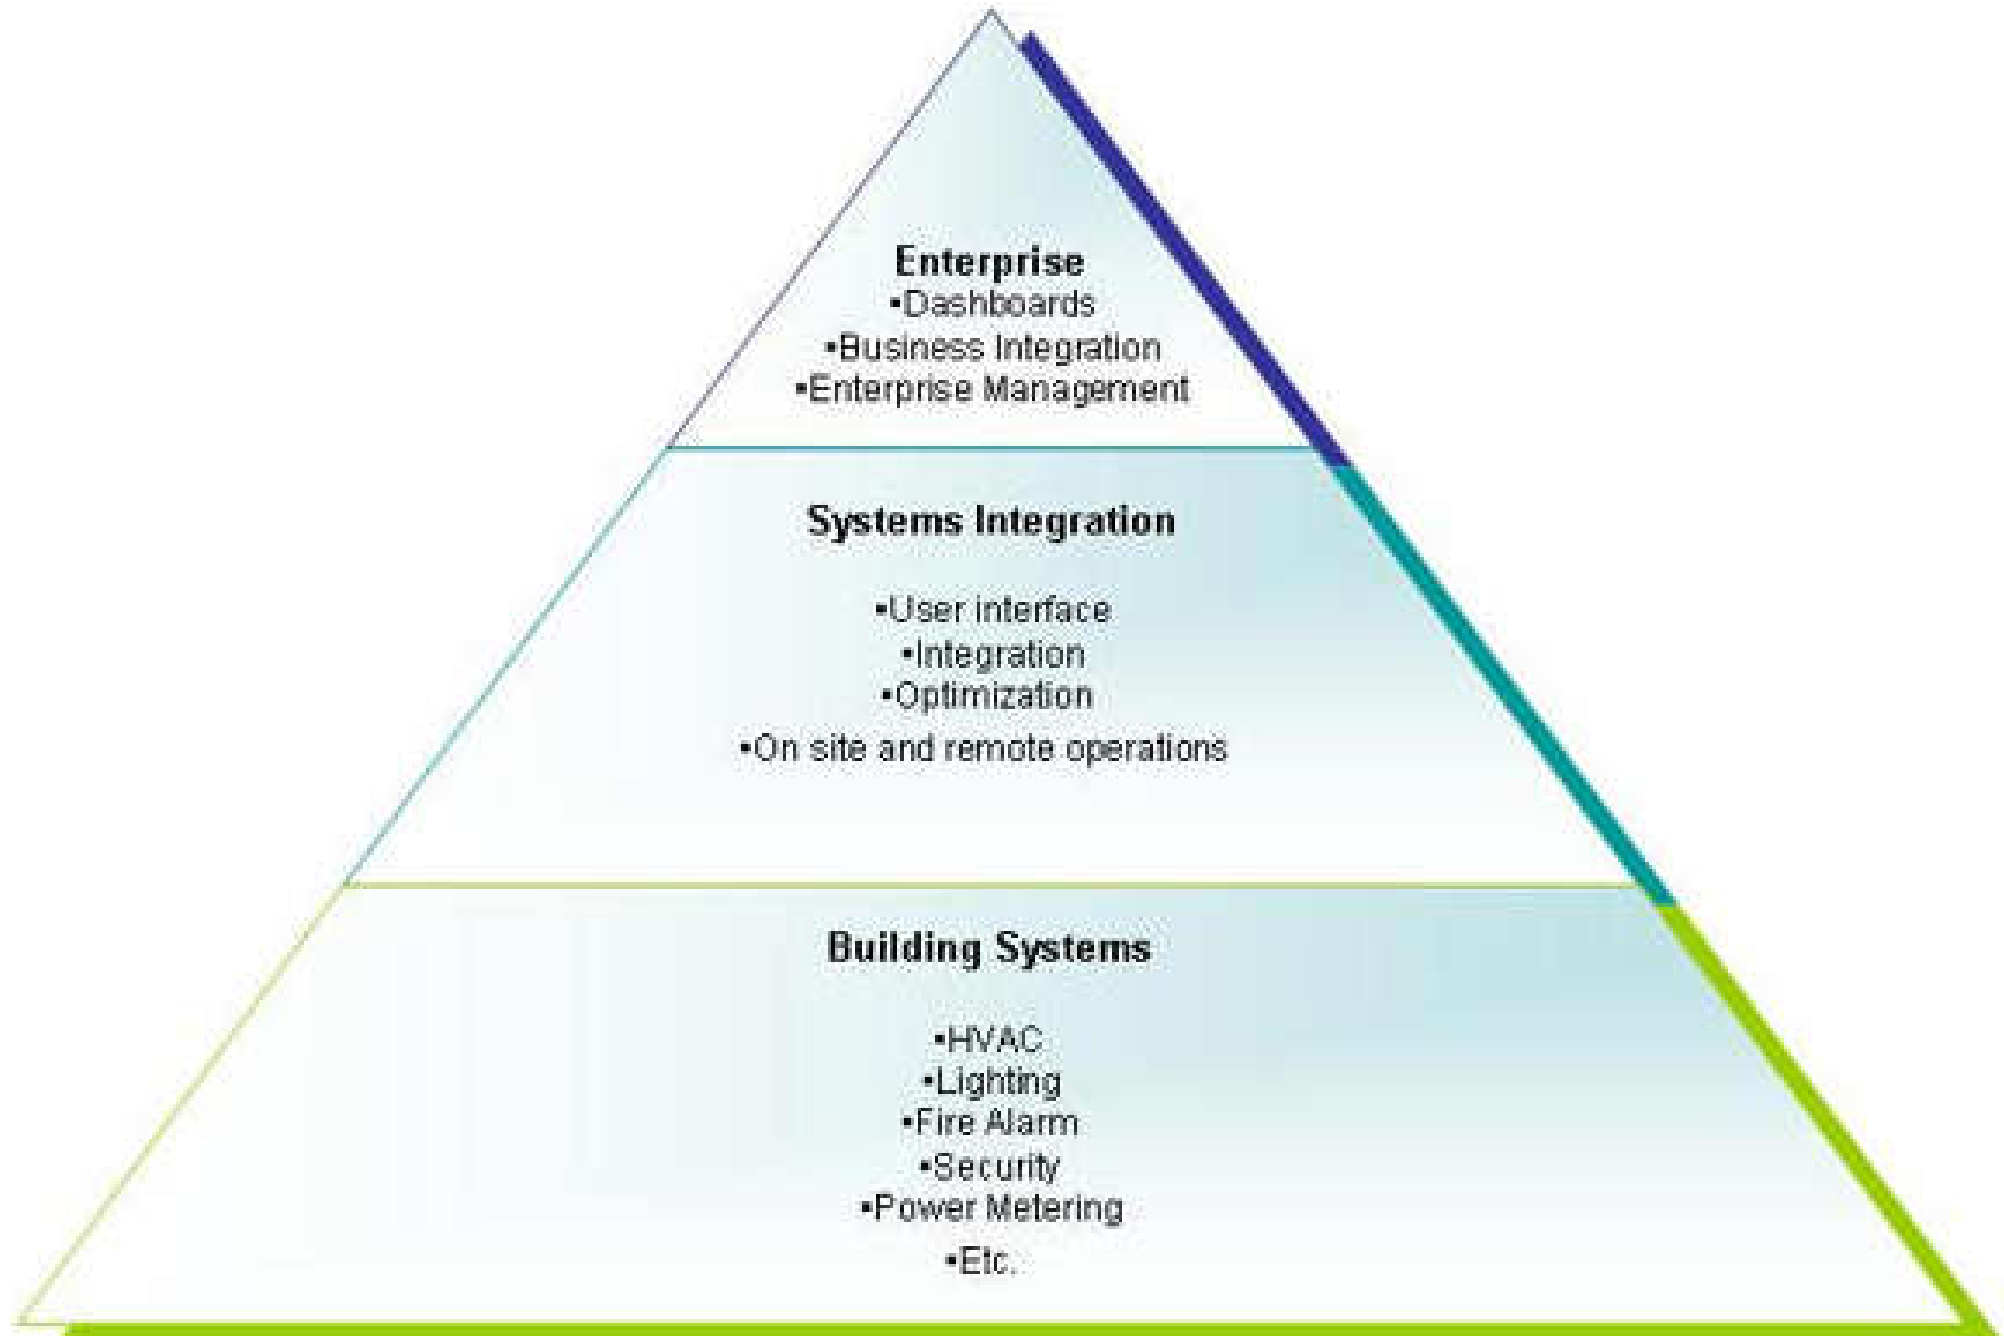 Enterprise
▪Dashboards
▪Business Integration
▪Enterprise Management
Systems Integration
▪User interface
▪Integration
▪Optimization
▪On site and remote operations
Building Systems
▪HVAC
▪Lighting
▪Fire Alarm
▪Security
▪Power Metering
▪Etc.